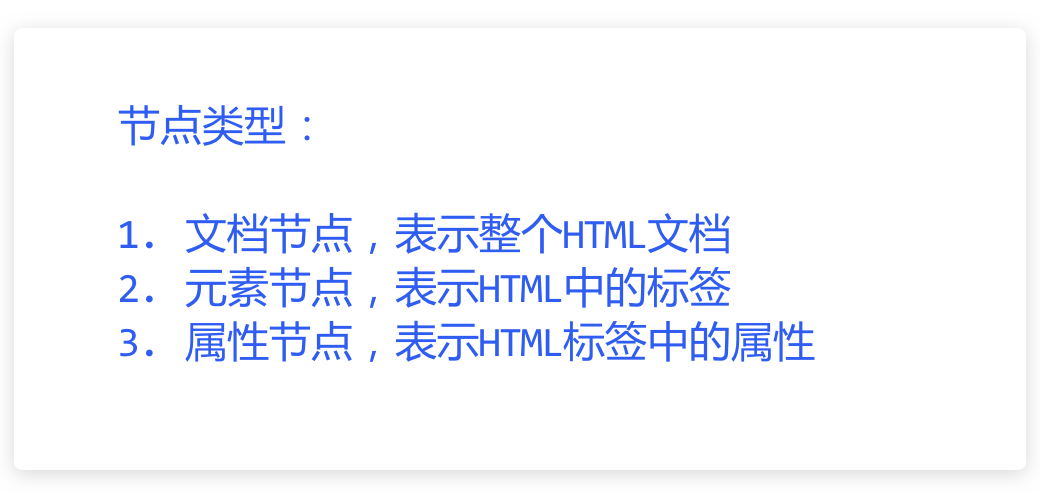 节点类型：
1. 文档节点，表示整个HTML文档
2. 元素节点，表示HTML中的标签
3. 属性节点，表示HTML标签中的属性